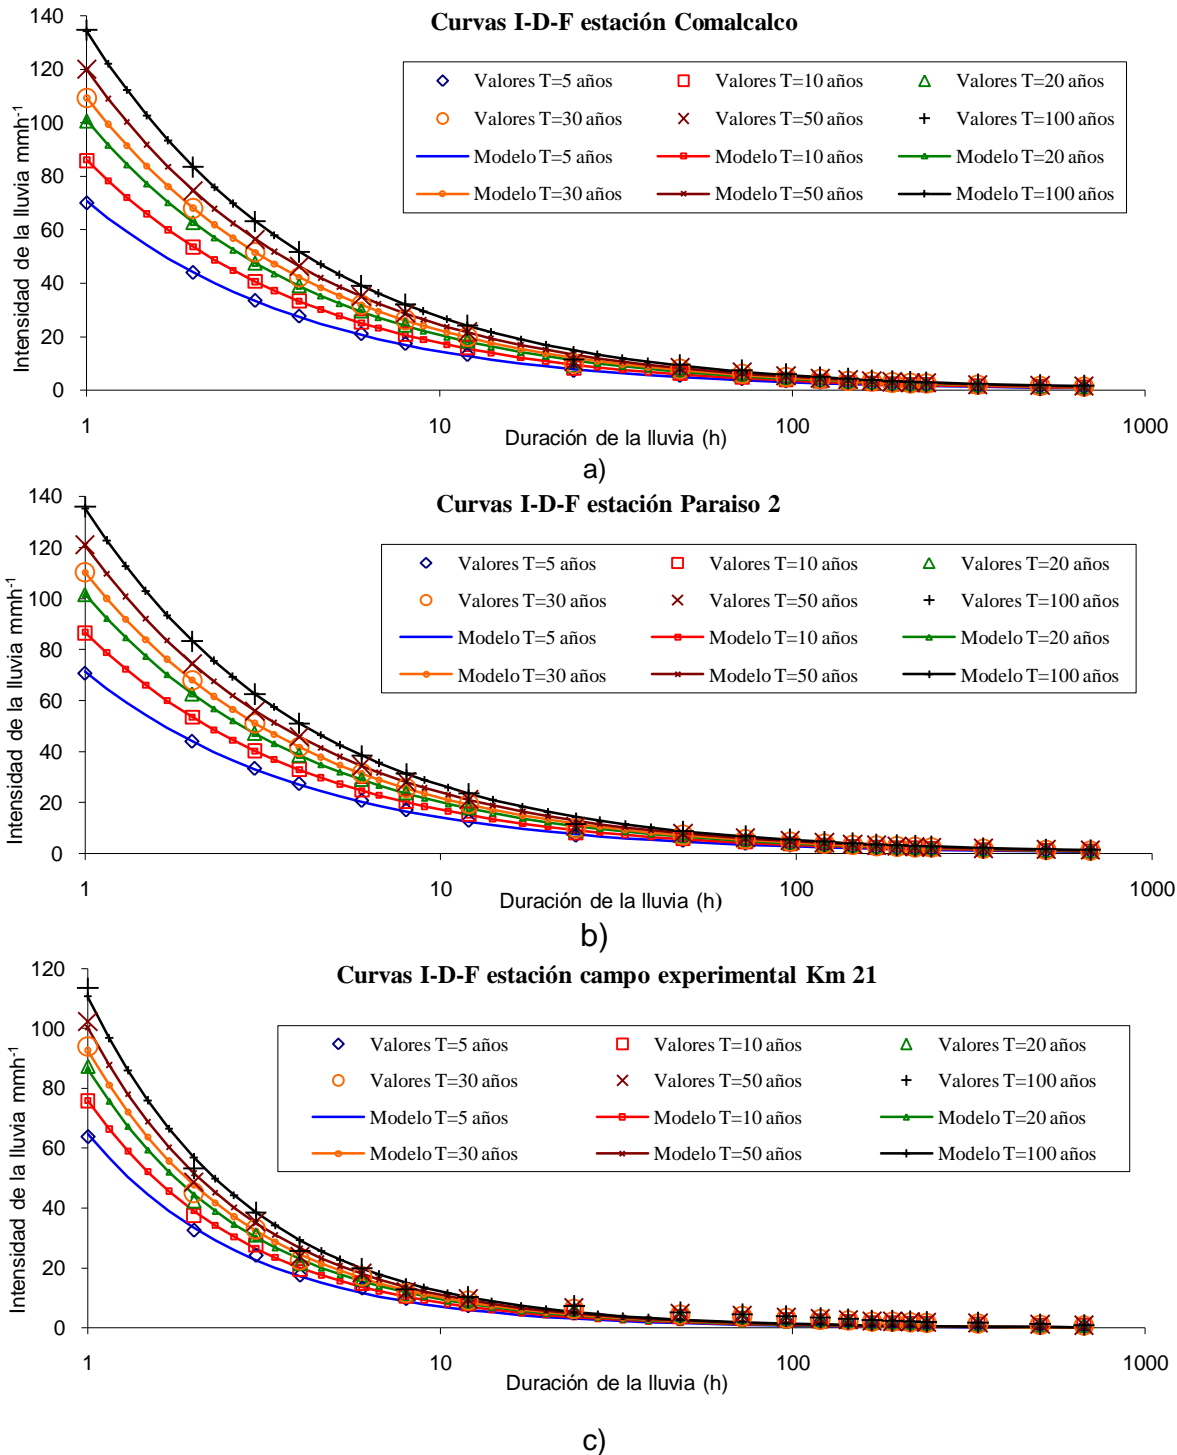 Curvas I-D-F estación Comalcalco
Intensidad de la lluvia mmh-1
140
120
100
80
60
40
20
0
Valores T=5 años Valores T=10 años Valores T=20 años
Valores T=30 años Valores T=50 años Valores T=100 años
Modelo T=5 años Modelo T=10 años Modelo T=20 años
Modelo T=30 años Modelo T=50 años Modelo T=100 años
1 10 100 1000
Duración de la lluvia (h)
a)
Curvas I-D-F estación Paraiso 2
Intensidad de la lluvia mmh-1
140
120
100
80
60
40
20
0
Valores T=5 años Valores T=10 años Valores T=20 años
Valores T=30 años Valores T=50 años Valores T=100 años
Modelo T=5 años Modelo T=10 años Modelo T=20 años
Modelo T=30 años Modelo T=50 años Modelo T=100 años
1 10 100 1000
Duración de la lluvia (h)
b)
Curvas I-D-F estación campo experimental Km 21
Intensidad de la lluvia mmh-1
120
100
80
60
40
20
0
Valores T=5 años Valores T=10 años Valores T=20 años
Valores T=30 años Valores T=50 años Valores T=100 años
Modelo T=5 años Modelo T=10 años Modelo T=20 años
Modelo T=30 años Modelo T=50 años Modelo T=100 años
1 10 100 1000
Duración de la lluvia (h)
c)